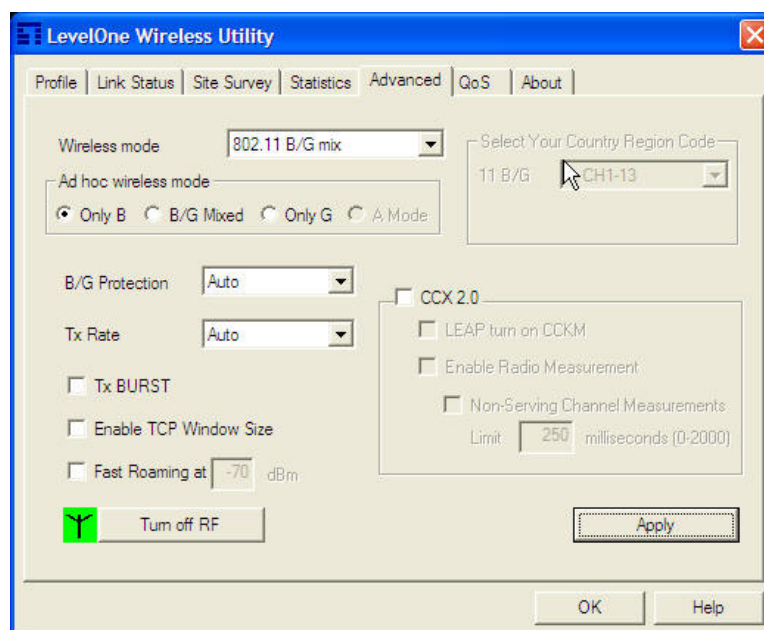 LevelOne Wireless Utility
Profile Link Status Site Survey Statistics Advanced QoS About
Wireless mode 802.11 B/G mix
Select Your Country Region Code
11 B/G CH1-13
Ad hoc wireless mode
Only B B/G Mixed Only G A Mode
B/G Protection Auto
Tx Rate Auto
CCX 2.0
LEAP turn on CCKM
Enable Radio Measurement
Non-Serving Channel Measurements
Limit 250 milliseconds (0-2000)
Tx BURST
Enable TCP Window Size
Fast Roaming at -70 dBm
Turn off RF
Apply
OK Help